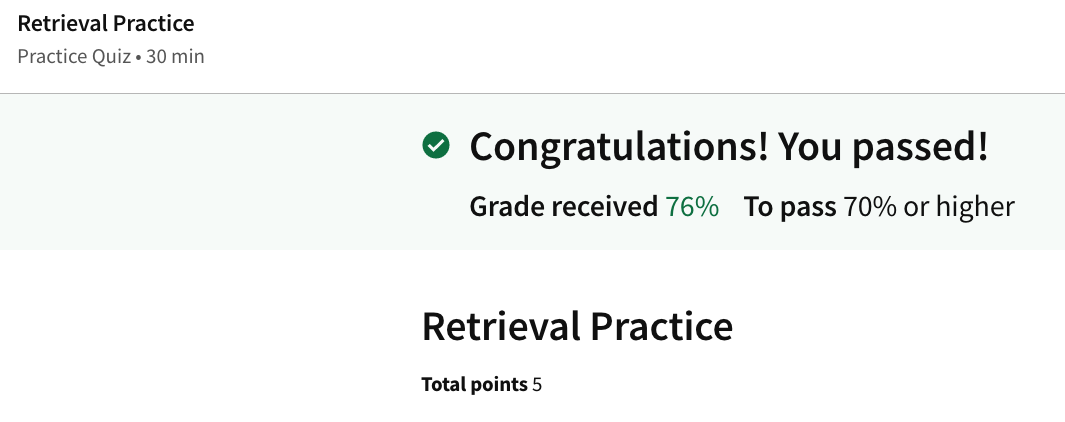 Retrieval Practice
Practice Quiz • 30 min
Congratulations! You passed!
Grade received 76% To pass 70% or higher
Retrieval Practice
Total points 5